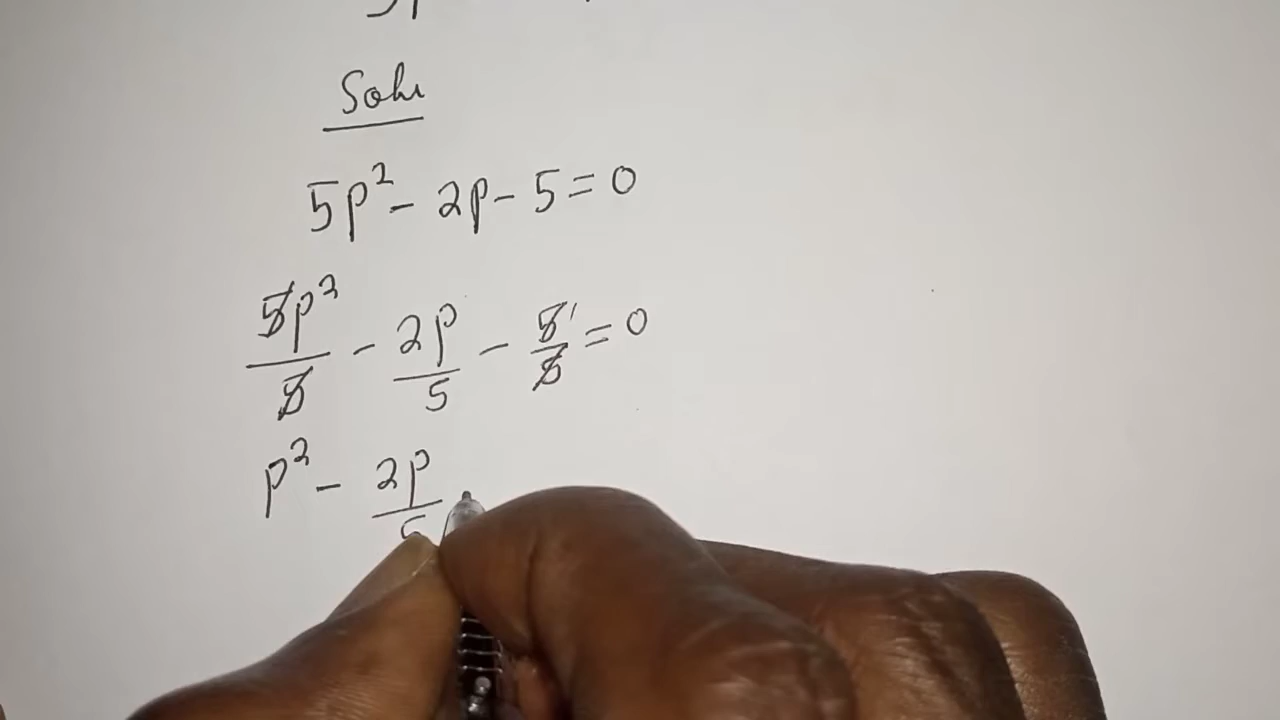 Soln
5p² - 2p - 5 = 0
5p²/5 - 2p/5 - 5/5 = 0
p² - 2p/5